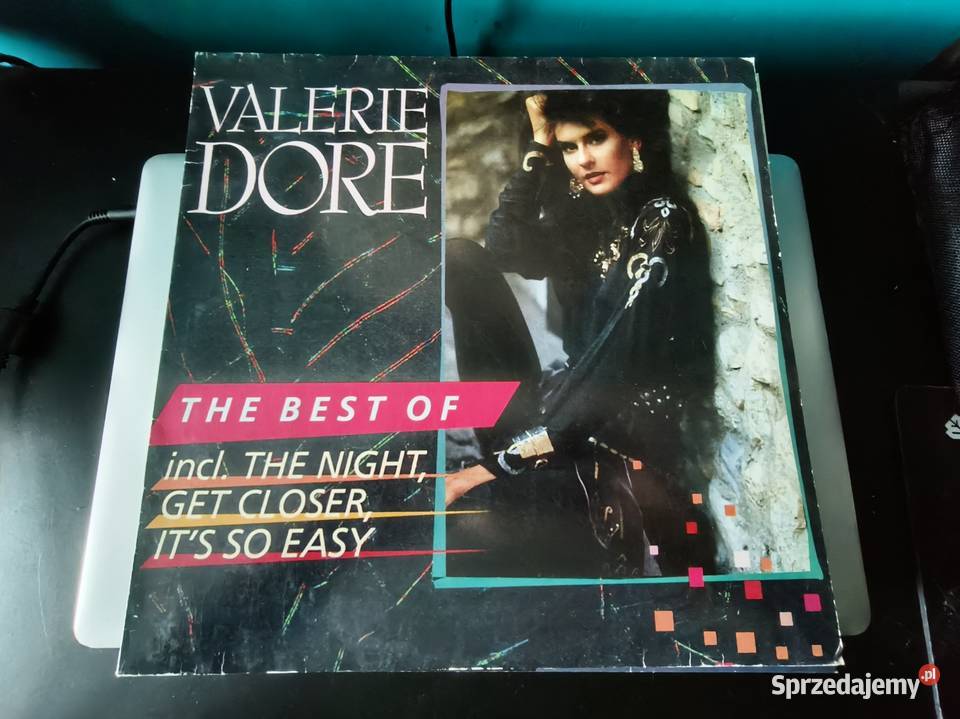 VALERIE
DORE
THE BEST OF
incl. THE NIGHT,
GET CLOSER,
IT'S SO EASY
Sprzedajemy.pl